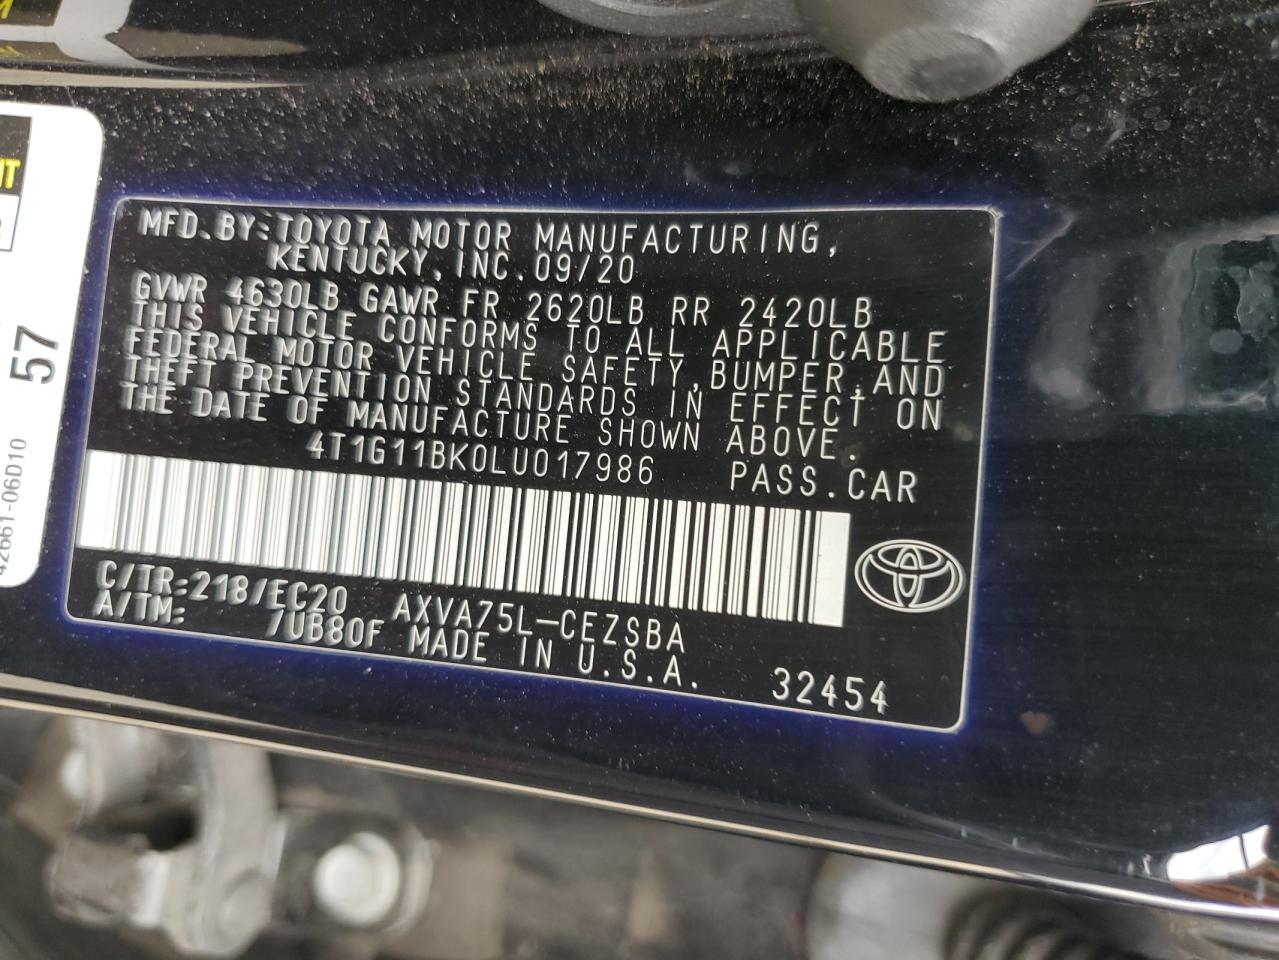 MFD.BY:TOYOTA MOTOR MANUFACTURING,
KENTUCKY,INC.09/20
GVWR 4630LB GAWR FR 2620LB RR 2420LB
THIS VEHICLE CONFORMS TO ALL APPLICABLE
FEDERAL MOTOR VEHICLE SAFETY,BUMPER,AND
THEFT PREVENTION STANDARDS IN EFFECT ON
THE DATE OF MANUFACTURE SHOWN ABOVE.
4T1G11BK0LU017986 PASS.CAR
C/TR:218/EC20 AXVA75L-CEZSBA
A/TM: /UB80F MADE IN U.S.A. 32454
57
42661-06D10